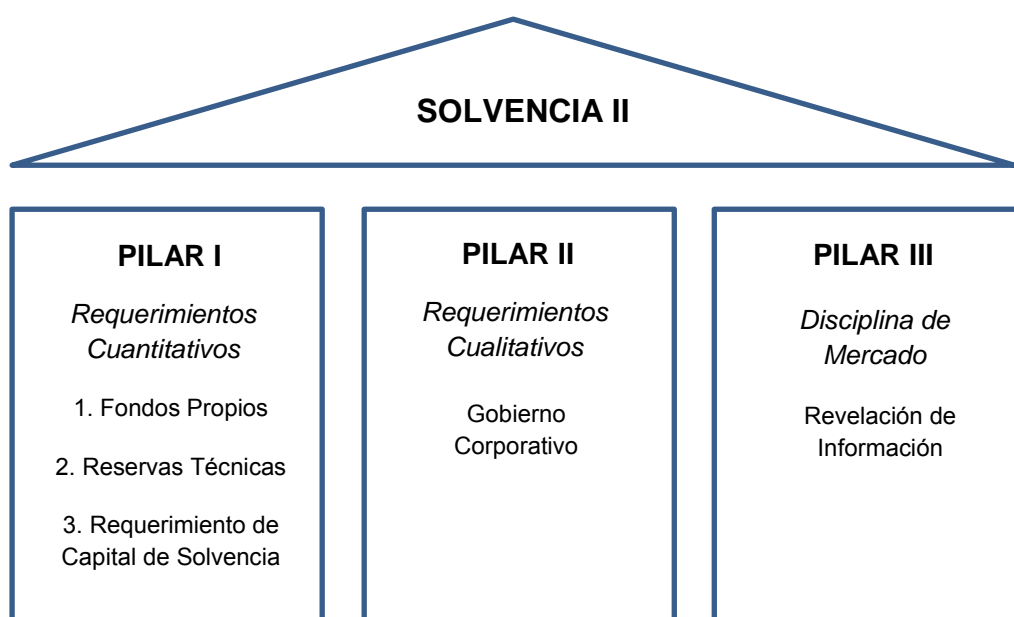 SOLVENCIA II
PILAR I
Requerimientos
Cuantitativos
1. Fondos Propios
2. Reservas Técnicas
3. Requerimiento de
Capital de Solvencia
PILAR II
Requerimientos
Cualitativos
Gobierno
Corporativo
PILAR III
Disciplina de
Mercado
Revelación de
Información